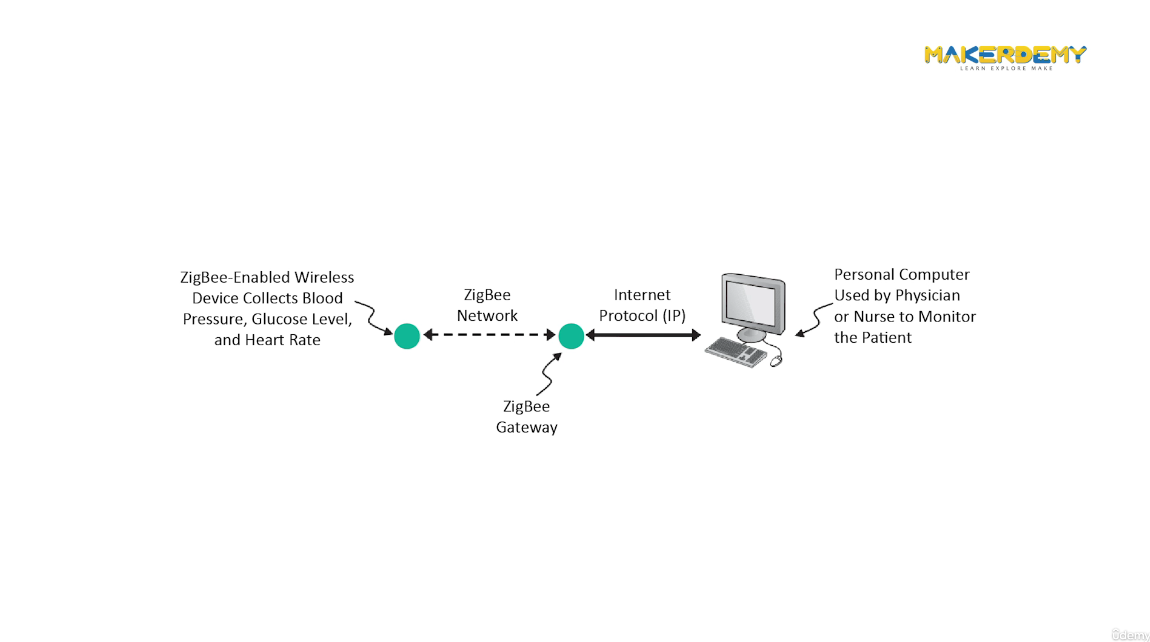 MAKERDEMY
LEARN EXPLORE MAKE
ZigBee-Enabled Wireless
Device Collects Blood
Pressure, Glucose Level,
and Heart Rate
ZigBee
Network
Internet
Protocol (IP)
Personal Computer
Used by Physician
or Nurse to Monitor
the Patient
ZigBee
Gateway
ûdemy